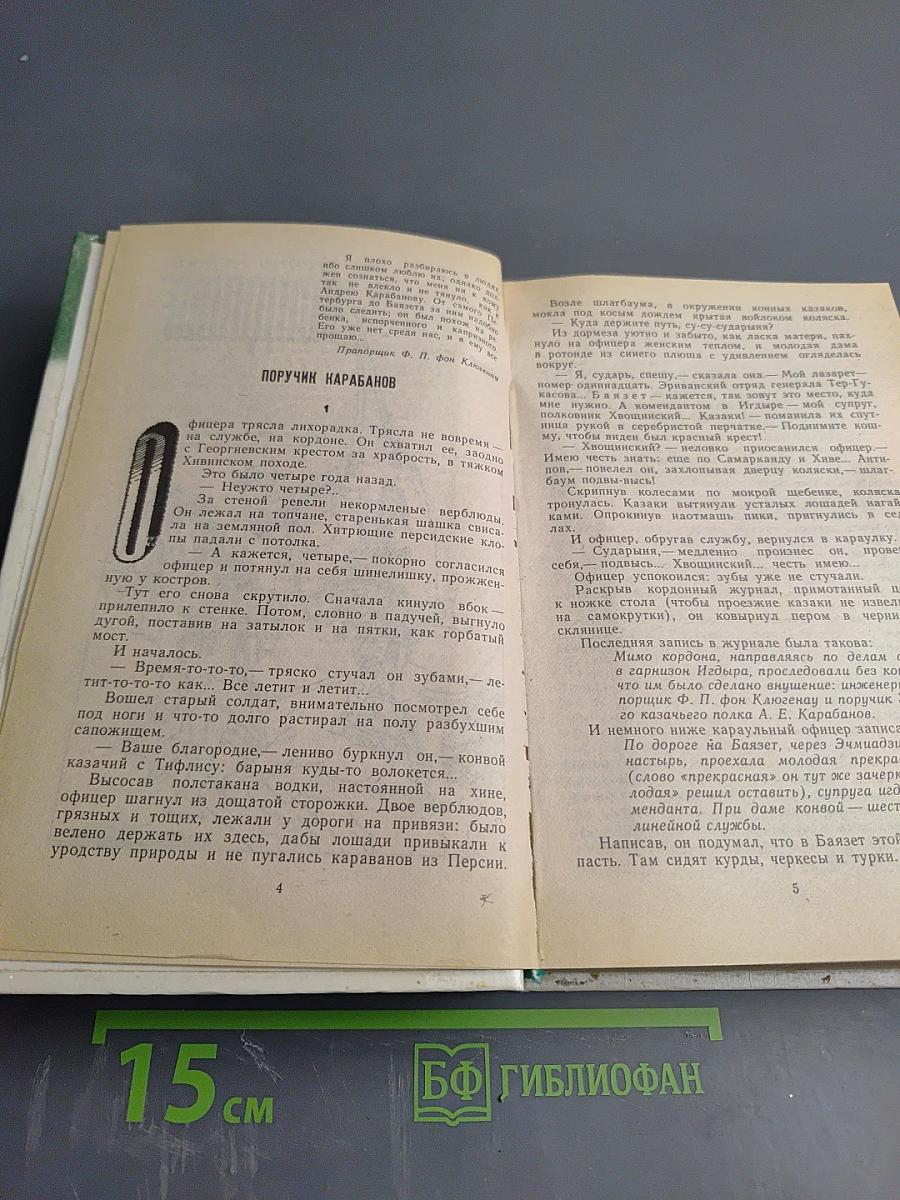 Я плохо разбираюсь в людях,
ибо слишком люблю их; однако дол-
жен сознаться, что меня ни к кому
так не влекло и не тянуло, как к
Андрею Карабанову. От самого Пе-
тербурга до Баязета за ним надобно
было следить; он был похож на ре-
бенка, испорченного и капризного
Его уже нет среди нас, и я ему все
прощаю...
Прапорщик Ф. П. фон Клюгенау
ПОРУЧИК КАРАБАНОВ
1
Офицера трясла лихорадка. Трясла не вовремя —
на службе, на кордоне. Он схватил ее, заодно
с Георгиевским крестом за храбрость, в тяжком
Хивинском походе.
Это было четыре года назад.
— Неужто четыре?..
За стеной ревели некормленые верблюды.
Он лежал на топчане, старенькая шашка свиса-
ла на земляной пол. Хитрющие персидские кло-
пы падали с потолка.
— А кажется, четыре,— покорно согласился
офицер и потянул на себя шинелишку, прожжен-
ную у костров.
Тут его снова скрутило. Сначала кинуло вбок —
прилепило к стенке. Потом, словно в падучей, выгнуло
дугой, поставив на затылок и на пятки, как горбатый
мост.
И началось.
— Время-то-то-то,— тряско стучал он зубами,— ле-
тит-то-то-то как... Все летит и летит...
Вошел старый солдат, внимательно посмотрел себе
под ноги и что-то долго растирал на полу разбухшим
сапожищем.
— Ваше благородие,— лениво буркнул он,— конвой
казачий с Тифлису: барыня куды-то волокется...
Высосав полстакана водки, настоянной на хине,
офицер шагнул из дощатой сторожки. Двое верблюдов,
грязных и тощих, лежали у дороги на привязи: было
велено держать их здесь, дабы лошади привыкали к
уродству природы и не пугались караванов из Персии.
4
Возле шлагбаума, в окружении конных казаков,
мокла под косым дождем крытая войлоком коляска.
— Куда держите путь, су-су-сударыня?
Из дормеза уютно и забыто, как ласка матери, пах-
нуло на офицера женским теплом, и молодая дама
в ротонде из синего плюша с удивлением огляделась
вокруг.
— Я, сударь, спешу,— сказала она.— Мой лазарет—
номер одиннадцать. Эриванский отряд генерала Тер-Гу-
касова... Баязет — кажется, так зовут это место, куда
мне нужно. А комендантом в Игдыре — мой супруг,
полковник Хвощинский... Казаки! — поманила их спут-
ница рукой в серебристой перчатке.— Поднимите кош-
му, чтобы виден был красный крест!
— Хвощинский? — неловко приосанился офицер.—
Имею честь знать: еще по Самарканду и Хиве... Анти-
пов,— повелел он, захлопывая дверцу коляски,— шлаг-
баум подвы-высь!
Скрипнув колесами по мокрой щебенке, коляска
тронулась. Казаки вытянули усталых лошадей нагай-
ками. Опрокинув наотмашь пики, пригнулись в сед
лах.
И офицер, обругав службу, вернулся в караулку.
— Сударыня,— медленно произнес он, прове
себя,— подвысь... Хвощинский... честь имею...
Офицер успокоился: зубы уже не стучали.
Раскрыв кордонный журнал, примотанный ц
к ножке стола (чтобы проезжие казаки не извели
на самокрутки), он ковырнул пером в черни
склянице.
Последняя запись в журнале была такова:
Мимо кордона, направляясь по делам с
в гарнизон Игдыра, проследовали без ко
что им было сделано внушение: инженер
порщик Ф. П. фон Клюгенау и поручик
го казачьего полка А. Е. Карабанов.
И немного ниже караульный офицер записа
По дороге на Баязет, через Эчмиадзи
настырь, проехала молодая прекра
(слово «прекрасная» он тут же зачерк
лодая» решил оставить), супруга игд
менданта. При даме конвой — шест
линейной службы.
Написав, он подумал, что в Баязет этой
пасть. Там сидят курды, черкесы и турки.
5
15 см
БФ ГИБЛИОФАН